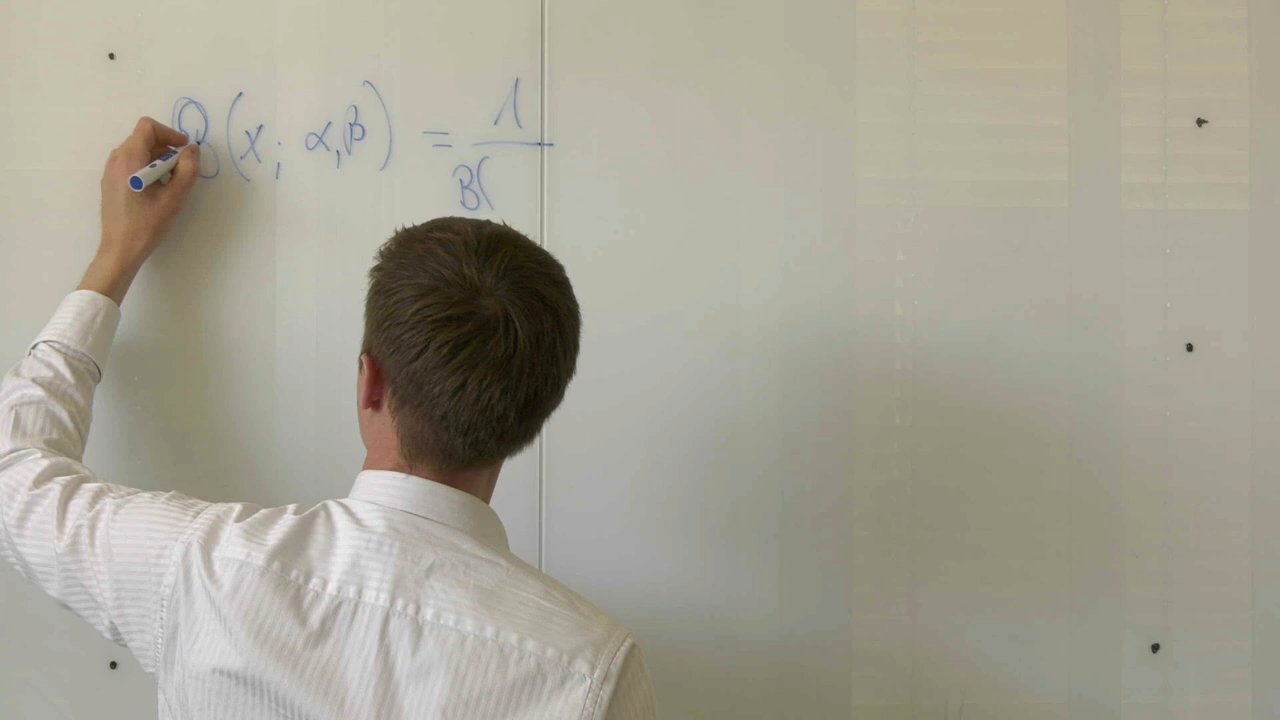 B(x; α, β) = 1
B(